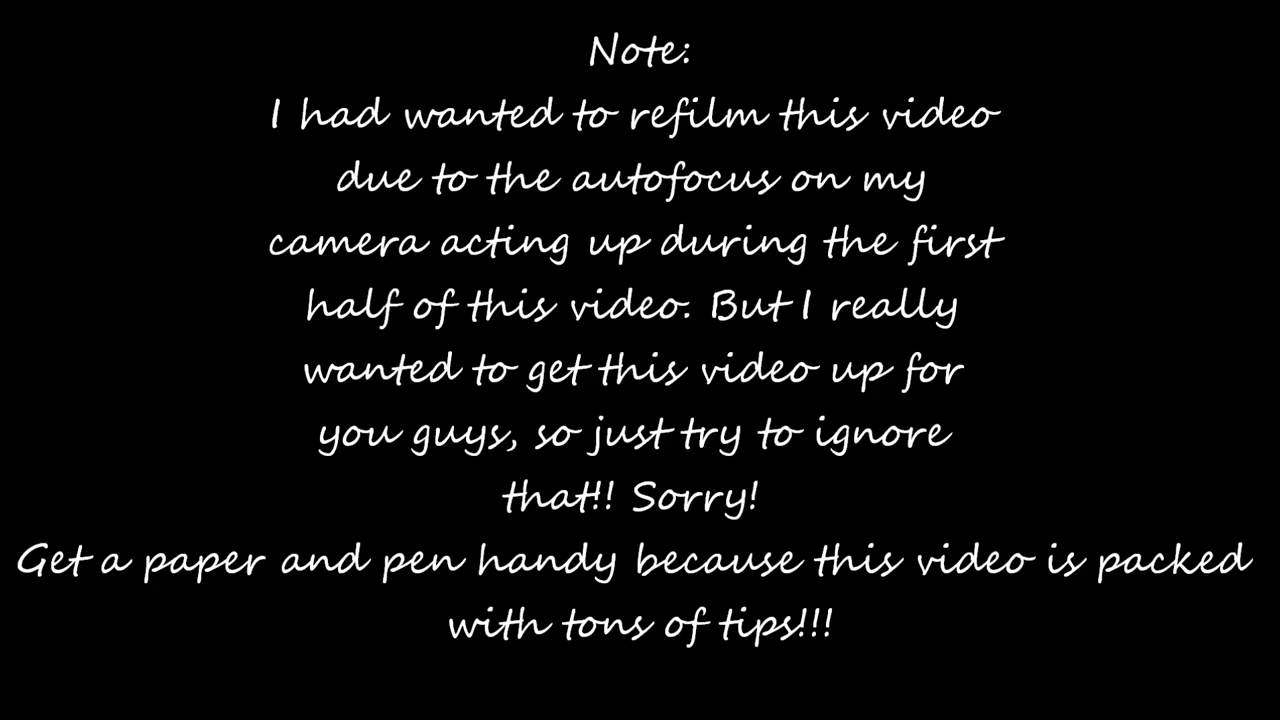 Note:
I had wanted to refilm this video
due to the autofocus on my
camera acting up during the first
half of this video. But I really
wanted to get this video up for
you guys, so just try to ignore
that!! Sorry!
Get a paper and pen handy because this video is packed
with tons of tips!!!